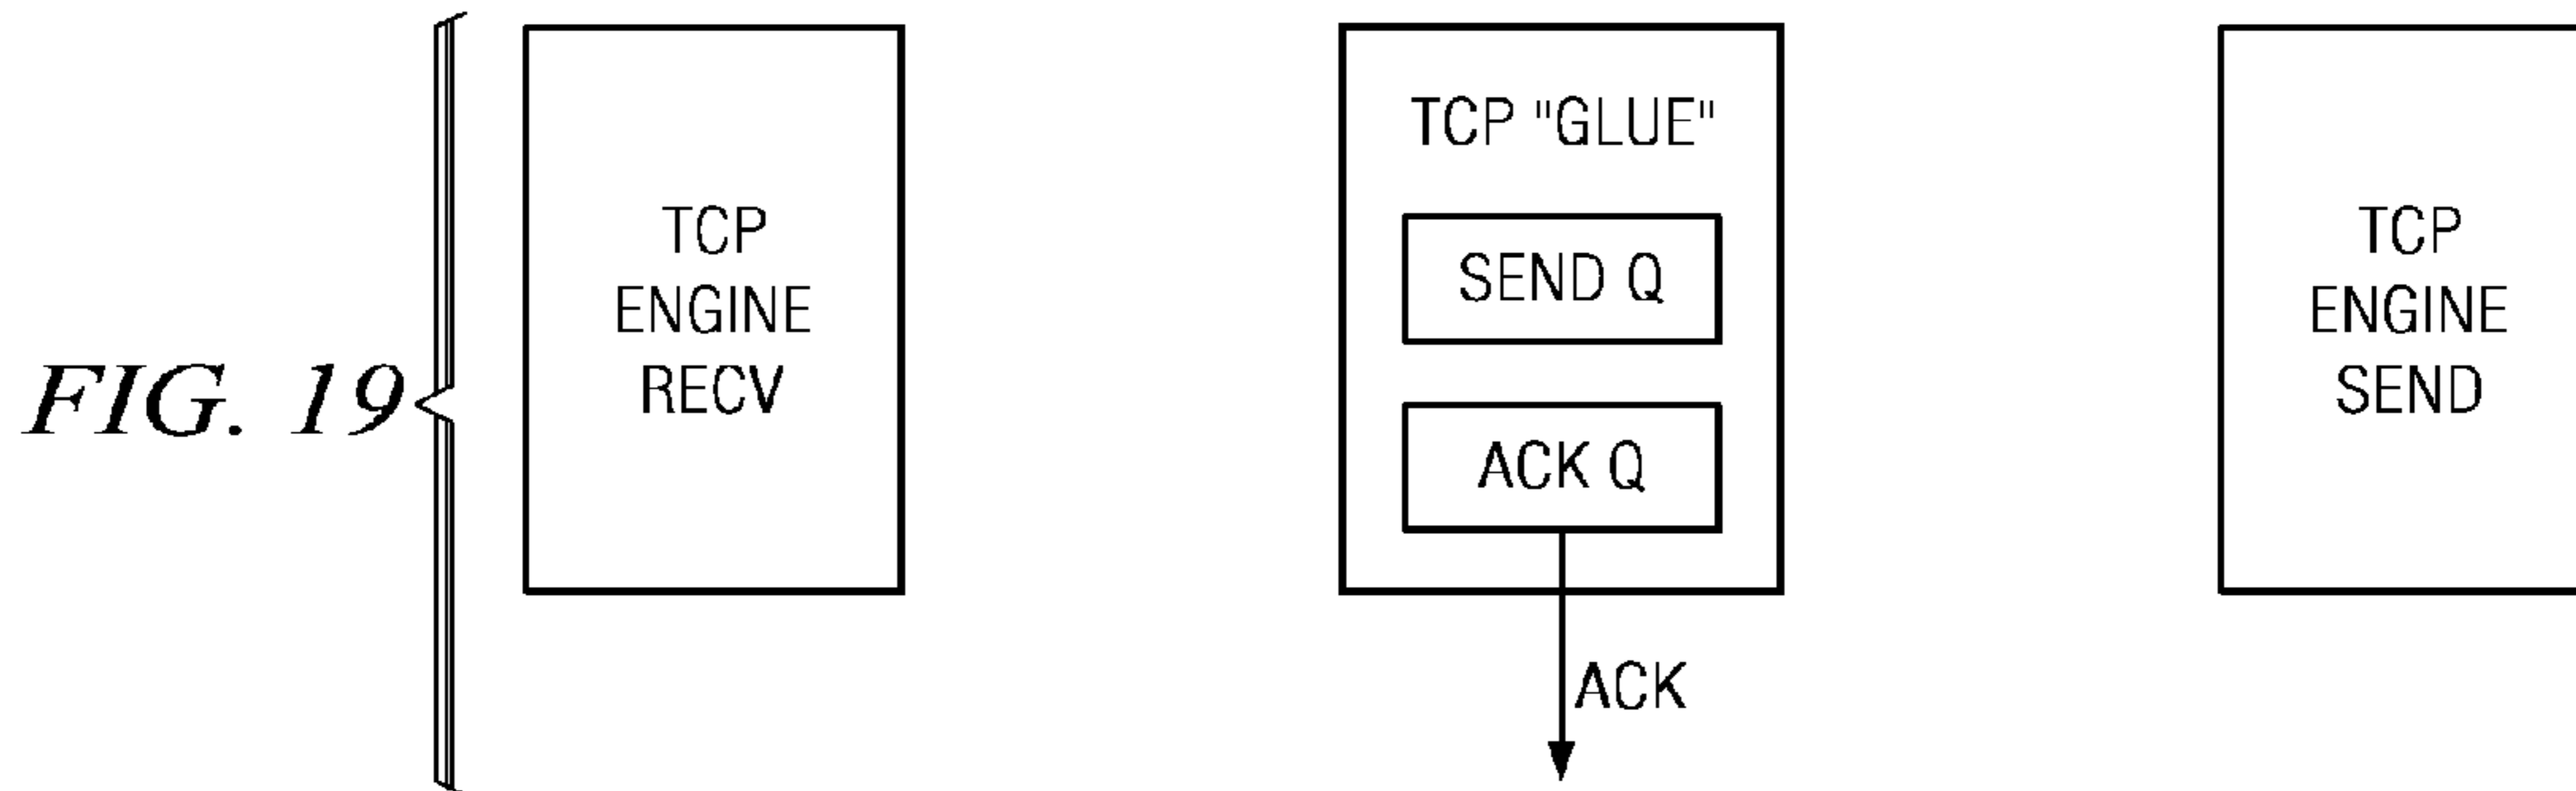 FIG. 19
TCP
ENGINE
RECV
TCP "GLUE"
SEND Q
ACK Q
ACK
TCP
ENGINE
SEND